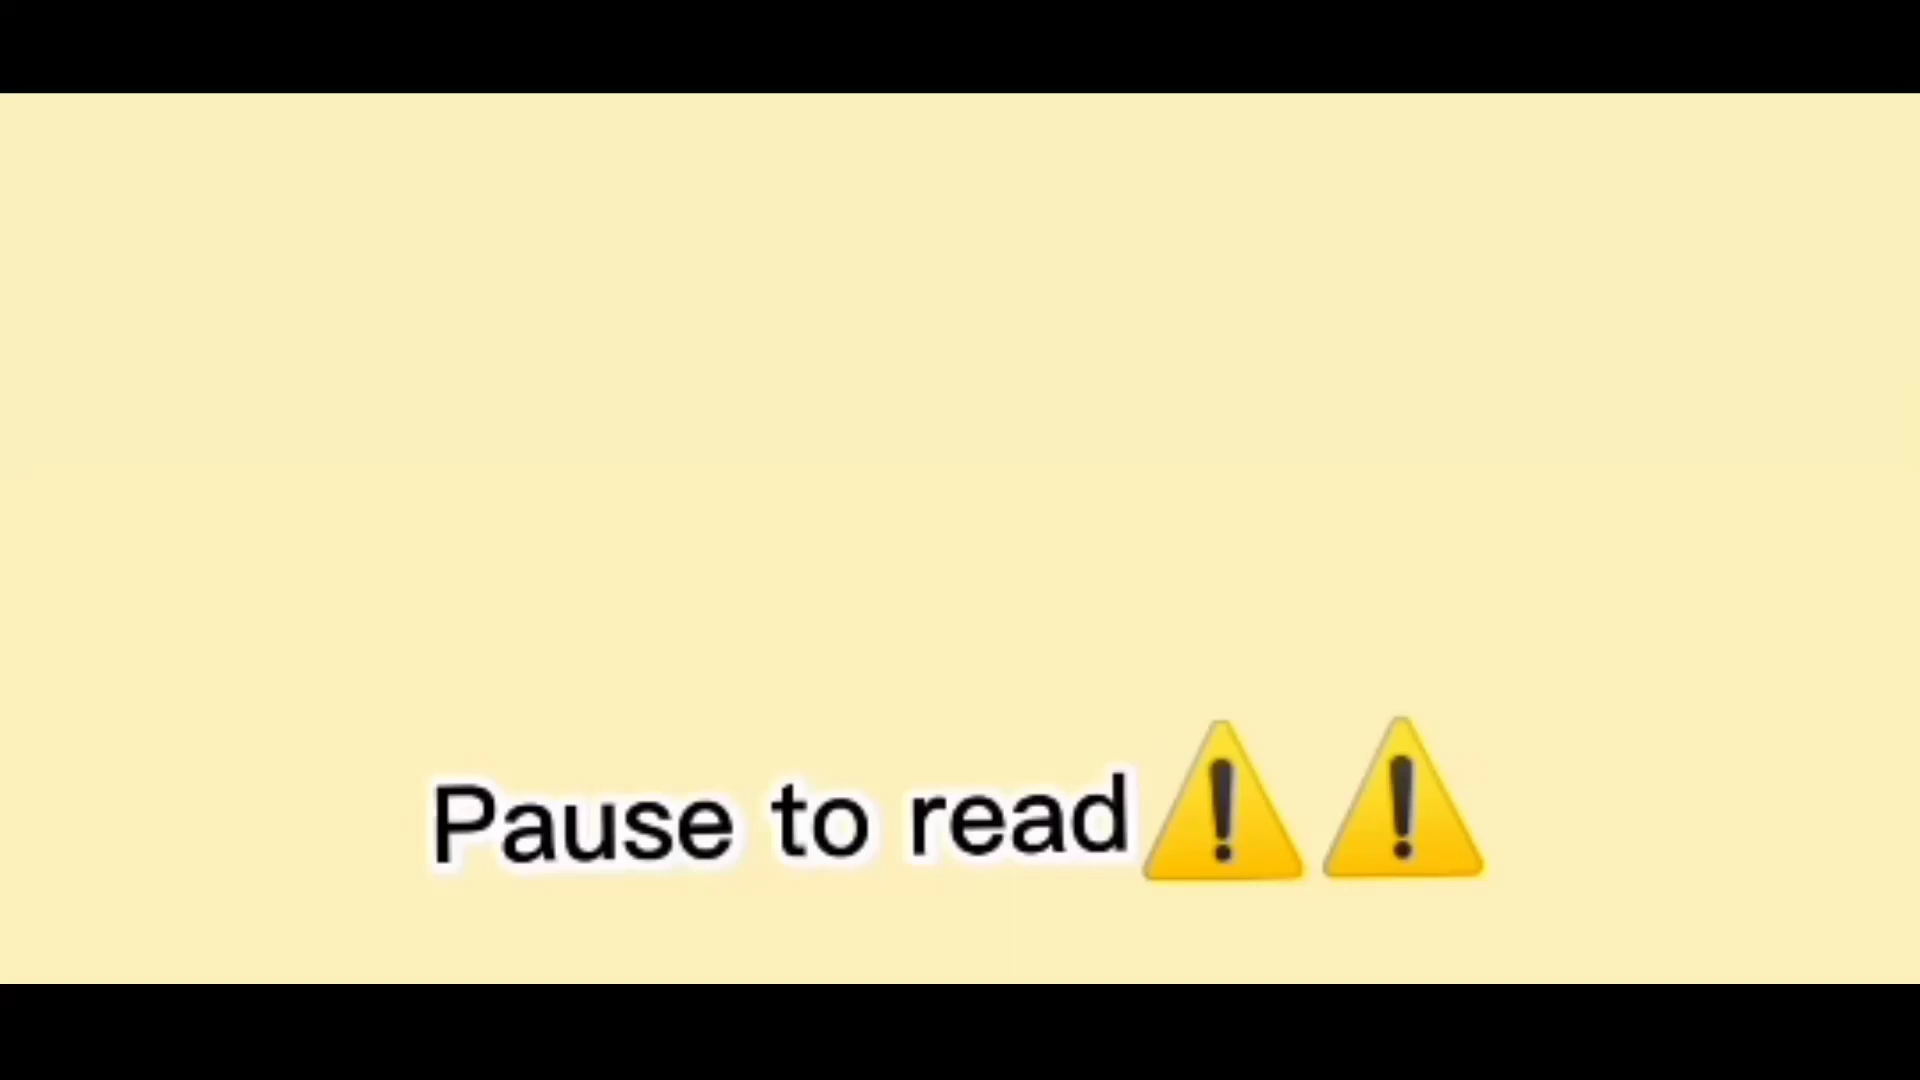 Pause to read⚠️⚠️